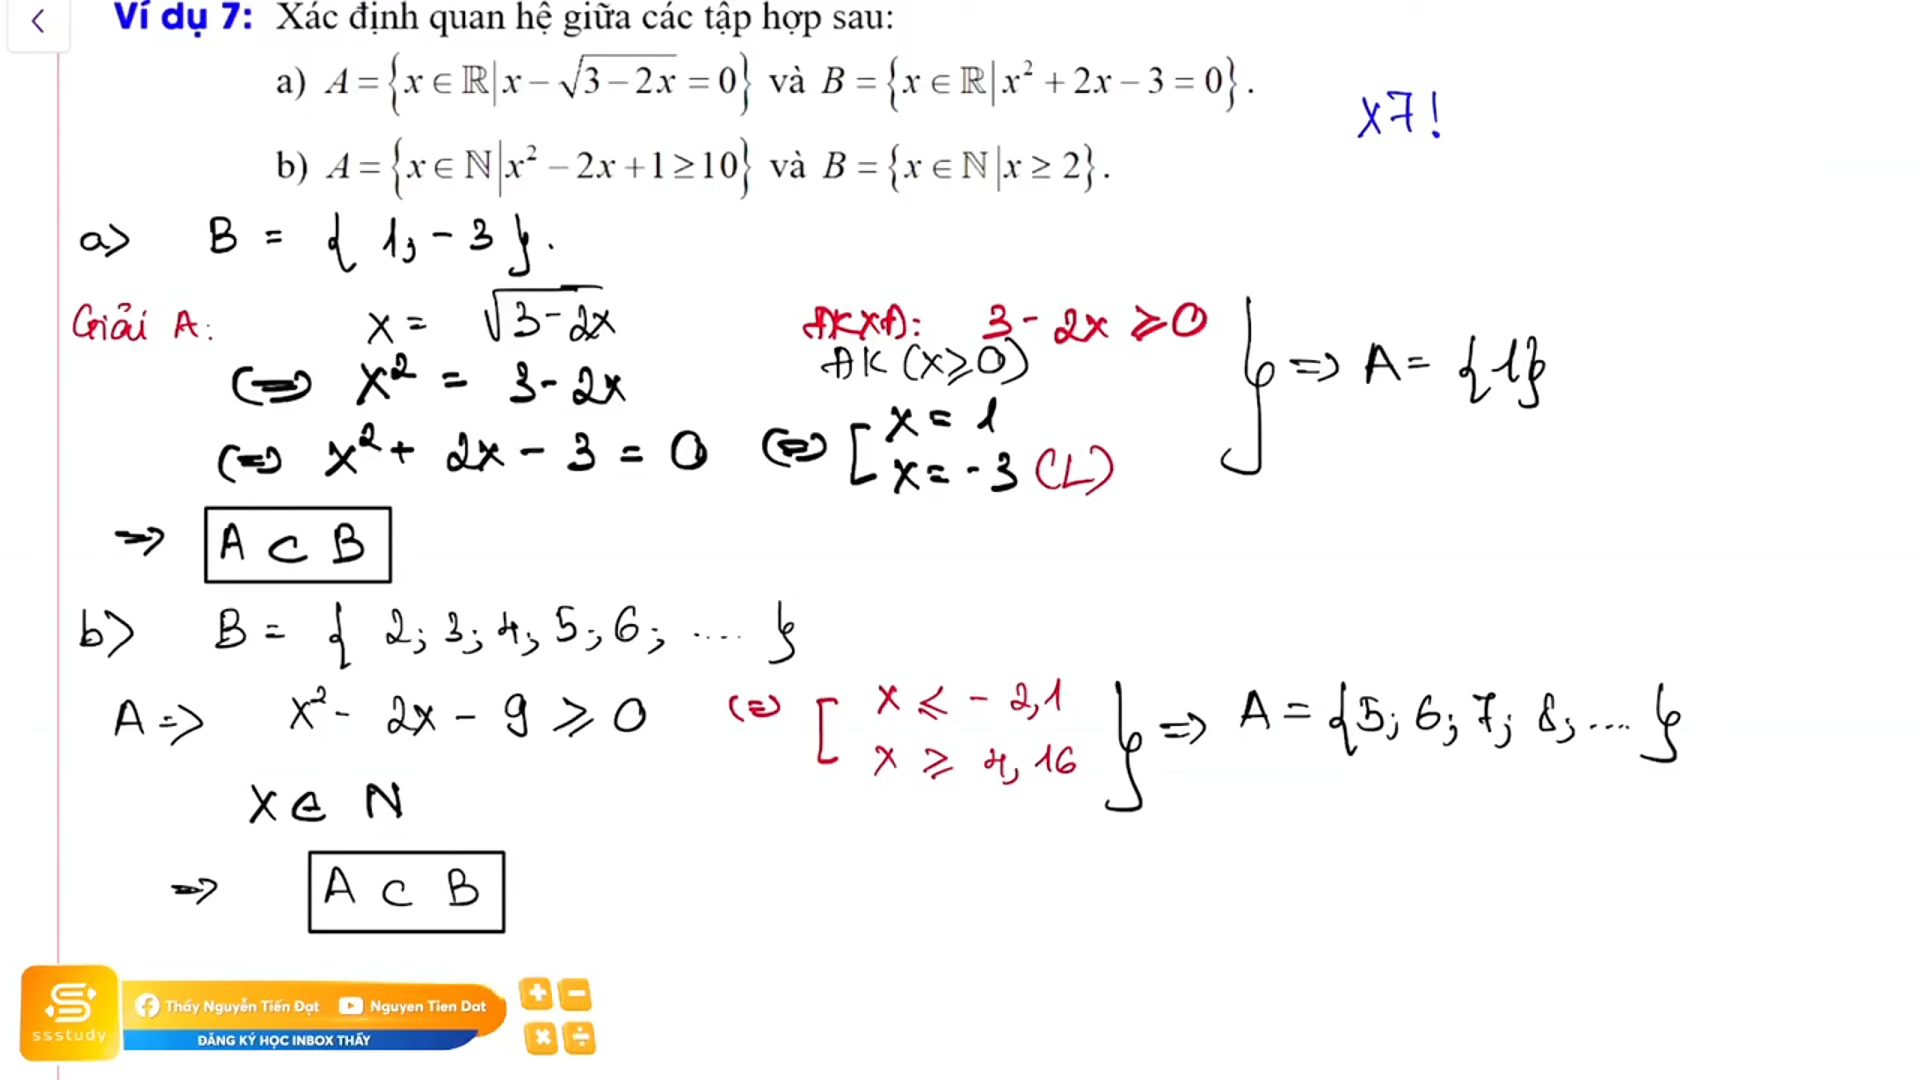 Ví dụ 7: Xác định quan hệ giữa các tập hợp sau:
a) A = {x ∈ ℝ | x − √(3 − 2x) = 0} và B = {x ∈ ℝ | x² + 2x − 3 = 0}.
x7!
b) A = {x ∈ ℕ | x² − 2x + 1 ≥ 10} và B = {x ∈ ℕ | x ≥ 2}.
a> B = { 1; -3 }.
Giải A: x = √(3-2x) ĐKXĐ: 3 - 2x ≥ 0
ĐK (x ≥ 0)
(=) x² = 3 - 2x
(=) x² + 2x - 3 = 0 (=) [ x = 1
x = -3 (L)
} => A = {1}
=> A ⊂ B
b> B = { 2; 3; 4; 5; 6; .... }
A => x² - 2x - 9 ≥ 0 (=) [ x ≤ -2,1
x ≥ 4,16
} => A = {5; 6; 7; 8; .... }
x ∈ N
=> A ⊂ B
ssstudy
Thầy Nguyễn Tiến Đạt Nguyen Tien Dat
ĐĂNG KÝ HỌC INBOX THẦY